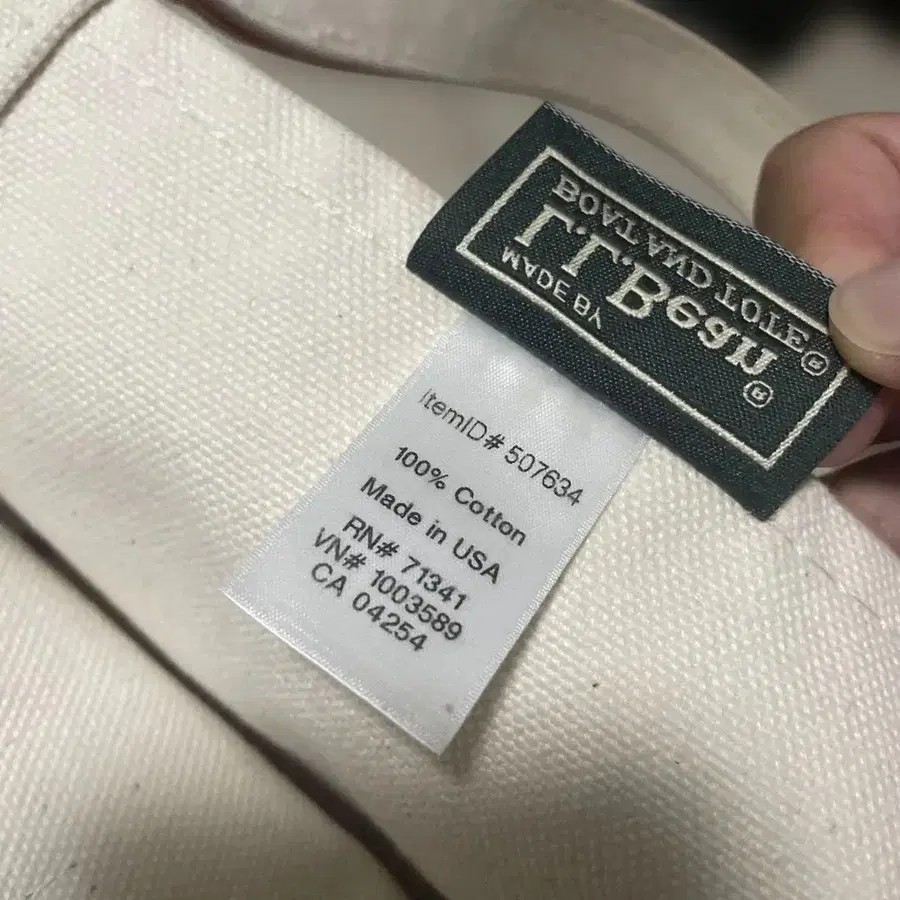 MADE BY
L.L.Bean®
BOAT AND TOTE®
ItemID# 507634
100% Cotton
Made in USA
RN# 71341
VN# 1003589
CA 04254